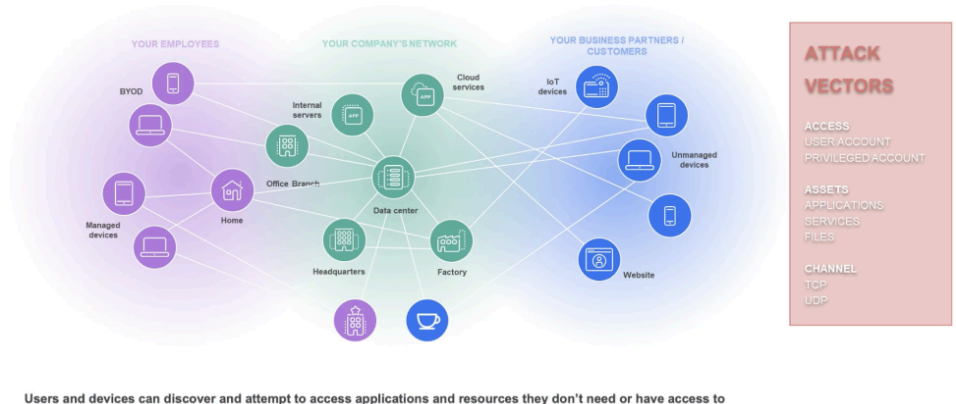 YOUR EMPLOYEES
YOUR COMPANY'S NETWORK
YOUR BUSINESS PARTNERS /
CUSTOMERS
BYOD
Internal
servers
APP
Cloud
services
APP
IoT
devices
Office Branch
Unmanaged
devices
Managed
devices
Home
Data center
Headquarters
Factory
Website
ATTACK
VECTORS
ACCESS
USER ACCOUNT
PRIVILEGED ACCOUNT
ASSETS
APPLICATIONS
SERVICES
FILES
CHANNEL
TCP
UDP
Users and devices can discover and attempt to access applications and resources they don't need or have access to